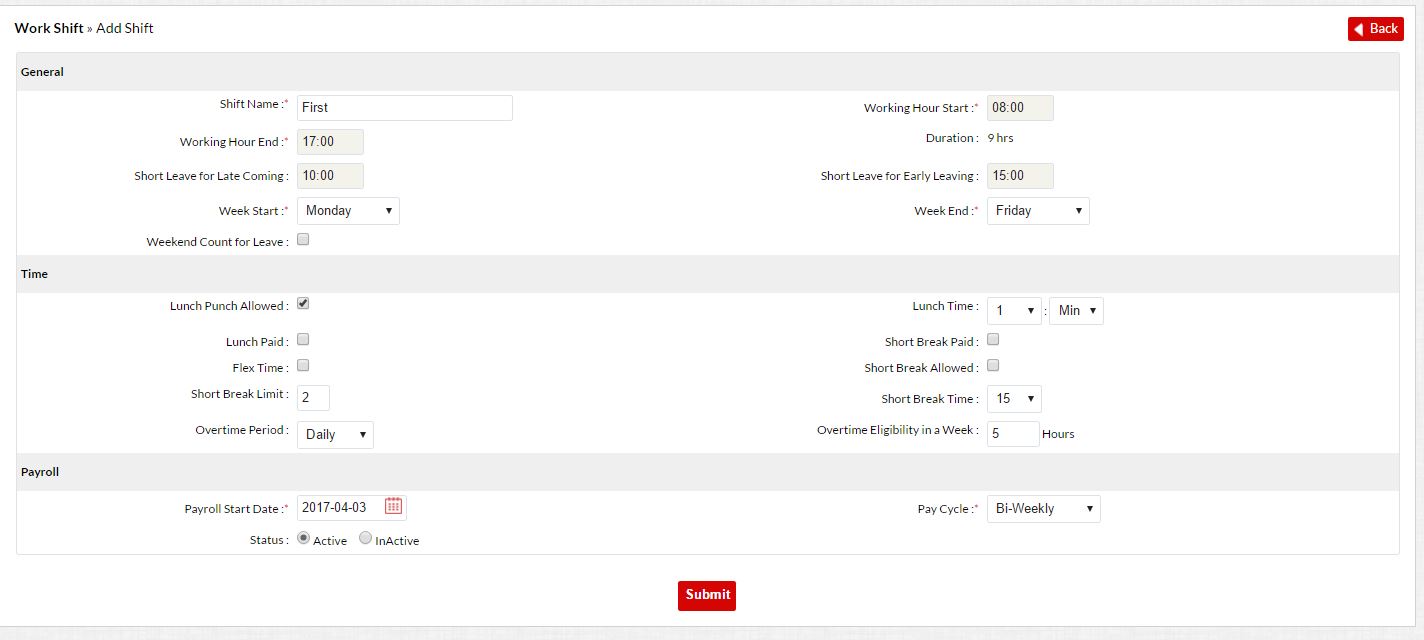 Work Shift » Add Shift
Back
General
Shift Name :* First
Working Hour Start :* 08:00
Working Hour End :* 17:00
Duration : 9 hrs
Short Leave for Late Coming : 10:00
Short Leave for Early Leaving : 15:00
Week Start :* Monday
Week End :* Friday
Weekend Count for Leave :
Time
Lunch Punch Allowed :
Lunch Time : 1 : Min
Lunch Paid :
Short Break Paid :
Flex Time :
Short Break Allowed :
Short Break Limit : 2
Short Break Time : 15
Overtime Period : Daily
Overtime Eligibility in a Week : 5 Hours
Payroll
Payroll Start Date :* 2017-04-03
Pay Cycle :* Bi-Weekly
Status : Active InActive
Submit